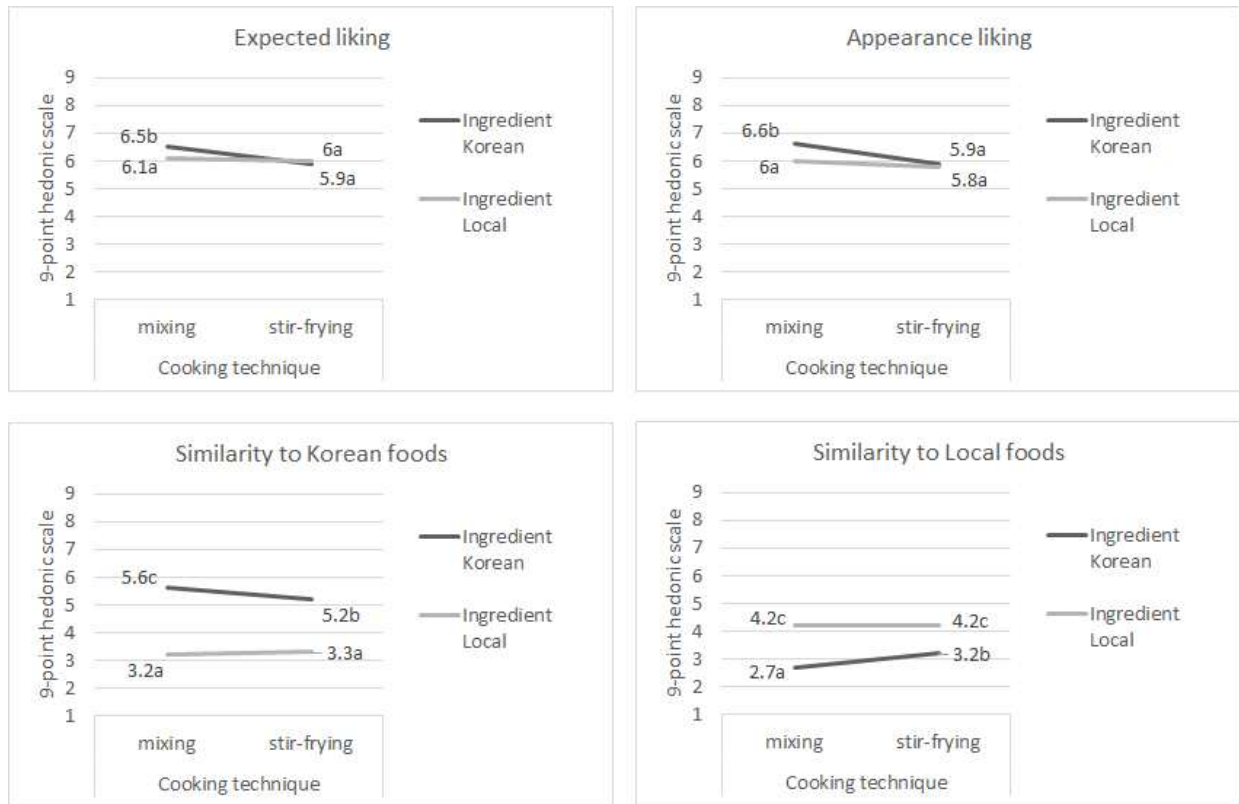 Expected liking
9-point hedonic scale
9
8
7
6
5
4
3
2
1
6.5b
6.1a
6a
5.9a
mixing
stir-frying
Cooking technique
Ingredient
Korean
Ingredient
Local
Appearance liking
9-point hedonic scale
9
8
7
6
5
4
3
2
1
6.6b
6a
5.9a
5.8a
mixing
stir-frying
Cooking technique
Ingredient
Korean
Ingredient
Local
Similarity to Korean foods
9-point hedonic scale
9
8
7
6
5
4
3
2
1
5.6c
5.2b
3.2a
3.3a
mixing
stir-frying
Cooking technique
Ingredient
Korean
Ingredient
Local
Similarity to Local foods
9-point hedonic scale
9
8
7
6
5
4
3
2
1
4.2c
4.2c
2.7a
3.2b
mixing
stir-frying
Cooking technique
Ingredient
Korean
Ingredient
Local